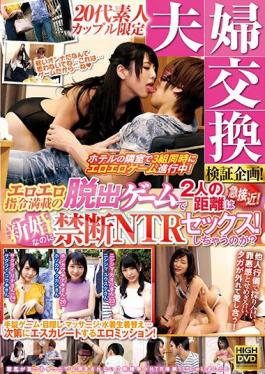 20代素人
カップル限定
夫婦交換
検証企画!
ホテルの隣室で3組同時に
エロエロゲーム進行中!
エロエロ
指令満載の
脱出ゲームで
2人の
距離は
急接近!
新婚
なのに
禁断NTR
セックス!
しちゃうのか?
手錠ゲーム・目隠しマッサージ・水着生着替え…
次第にエスカレートするエロミッション!
HIGH
DVD